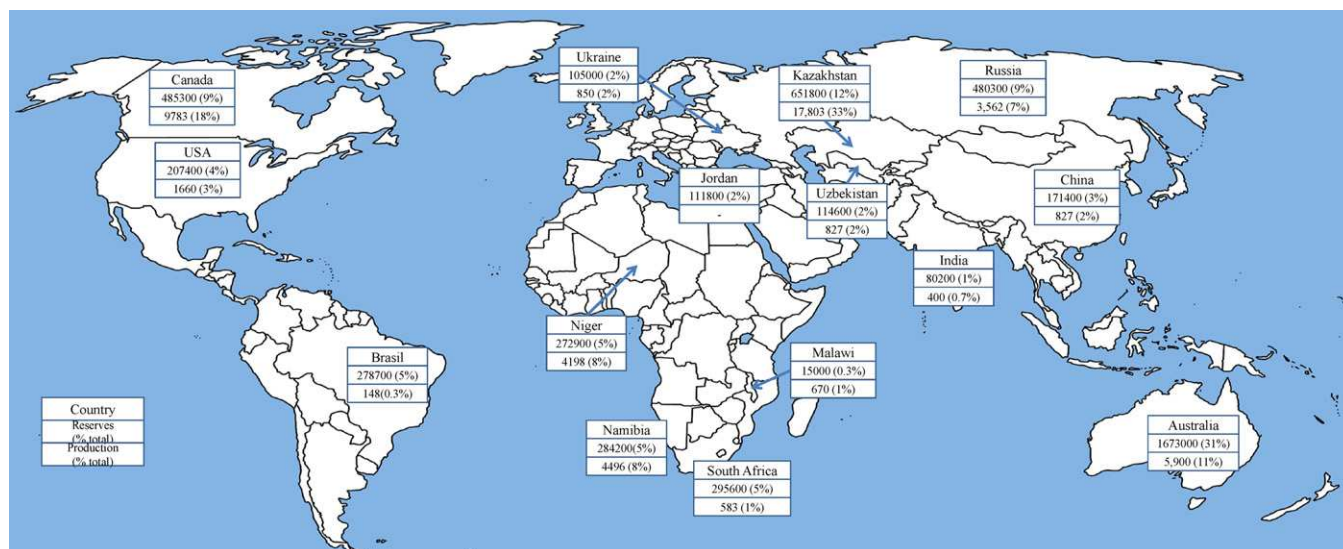 Ukraine
105000 (2%)
850 (2%)
Canada
485300 (9%)
9783 (18%)
Kazakhstan
651800 (12%)
17,803 (33%)
Russia
480300 (9%)
3,562 (7%)
USA
207400 (4%)
1660 (3%)
Jordan
111800 (2%)
-
Uzbekistan
114600 (2%)
827 (2%)
China
171400 (3%)
827 (2%)
India
80200 (1%)
400 (0.7%)
Niger
272900 (5%)
4198 (8%)
Brasil
278700 (5%)
148(0.3%)
Malawi
15000 (0.3%)
670 (1%)
Country
Reserves
(% total)
Production
(% total)
Namibia
284200(5%)
4496 (8%)
South Africa
295600 (5%)
583 (1%)
Australia
1673000 (31%)
5,900 (11%)